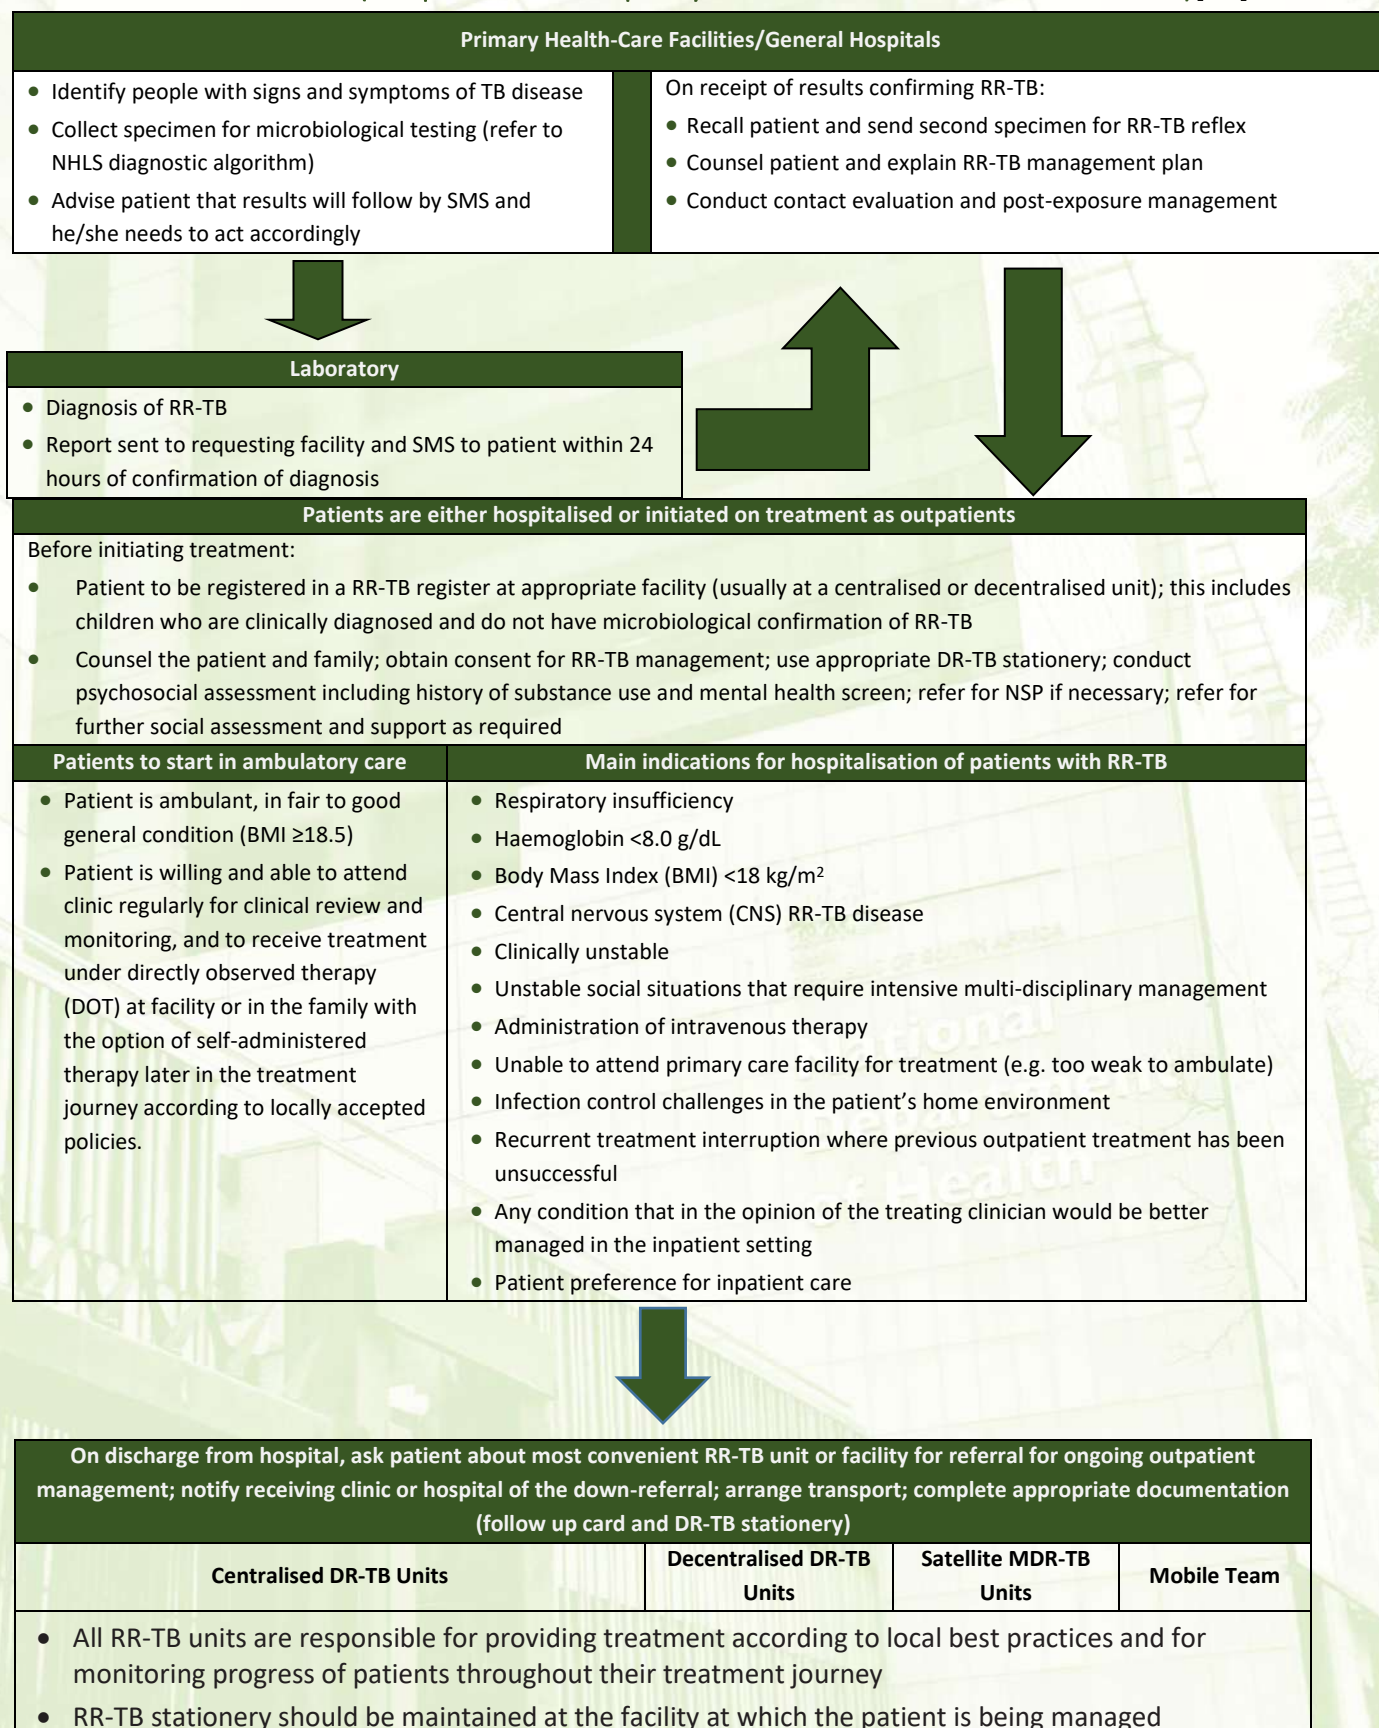 Primary Health-Care Facilities/General Hospitals
• Identify people with signs and symptoms of TB disease
• Collect specimen for microbiological testing (refer to
NHLS diagnostic algorithm)
• Advise patient that results will follow by SMS and
he/she needs to act accordingly
On receipt of results confirming RR-TB:
• Recall patient and send second specimen for RR-TB reflex
• Counsel patient and explain RR-TB management plan
• Conduct contact evaluation and post-exposure management
Laboratory
• Diagnosis of RR-TB
• Report sent to requesting facility and SMS to patient within 24
hours of confirmation of diagnosis
Patients are either hospitalised or initiated on treatment as outpatients
Before initiating treatment:
• Patient to be registered in a RR-TB register at appropriate facility (usually at a centralised or decentralised unit); this includes
children who are clinically diagnosed and do not have microbiological confirmation of RR-TB
• Counsel the patient and family; obtain consent for RR-TB management; use appropriate DR-TB stationery; conduct
psychosocial assessment including history of substance use and mental health screen; refer for NSP if necessary; refer for
further social assessment and support as required
Patients to start in ambulatory care
• Patient is ambulant, in fair to good
general condition (BMI ≥18.5)
• Patient is willing and able to attend
clinic regularly for clinical review and
monitoring, and to receive treatment
under directly observed therapy
(DOT) at facility or in the family with
the option of self-administered
therapy later in the treatment
journey according to locally accepted
policies.
Main indications for hospitalisation of patients with RR-TB
• Respiratory insufficiency
• Haemoglobin <8.0 g/dL
• Body Mass Index (BMI) <18 kg/m²
• Central nervous system (CNS) RR-TB disease
• Clinically unstable
• Unstable social situations that require intensive multi-disciplinary management
• Administration of intravenous therapy
• Unable to attend primary care facility for treatment (e.g. too weak to ambulate)
• Infection control challenges in the patient's home environment
• Recurrent treatment interruption where previous outpatient treatment has been
unsuccessful
• Any condition that in the opinion of the treating clinician would be better
managed in the inpatient setting
• Patient preference for inpatient care
National
Department
of Health
On discharge from hospital, ask patient about most convenient RR-TB unit or facility for referral for ongoing outpatient
management; notify receiving clinic or hospital of the down-referral; arrange transport; complete appropriate documentation
(follow up card and DR-TB stationery)
Centralised DR-TB Units
Decentralised DR-TB
Units
Satellite MDR-TB
Units
Mobile Team
• All RR-TB units are responsible for providing treatment according to local best practices and for
monitoring progress of patients throughout their treatment journey
• RR-TB stationery should be maintained at the facility at which the patient is being managed